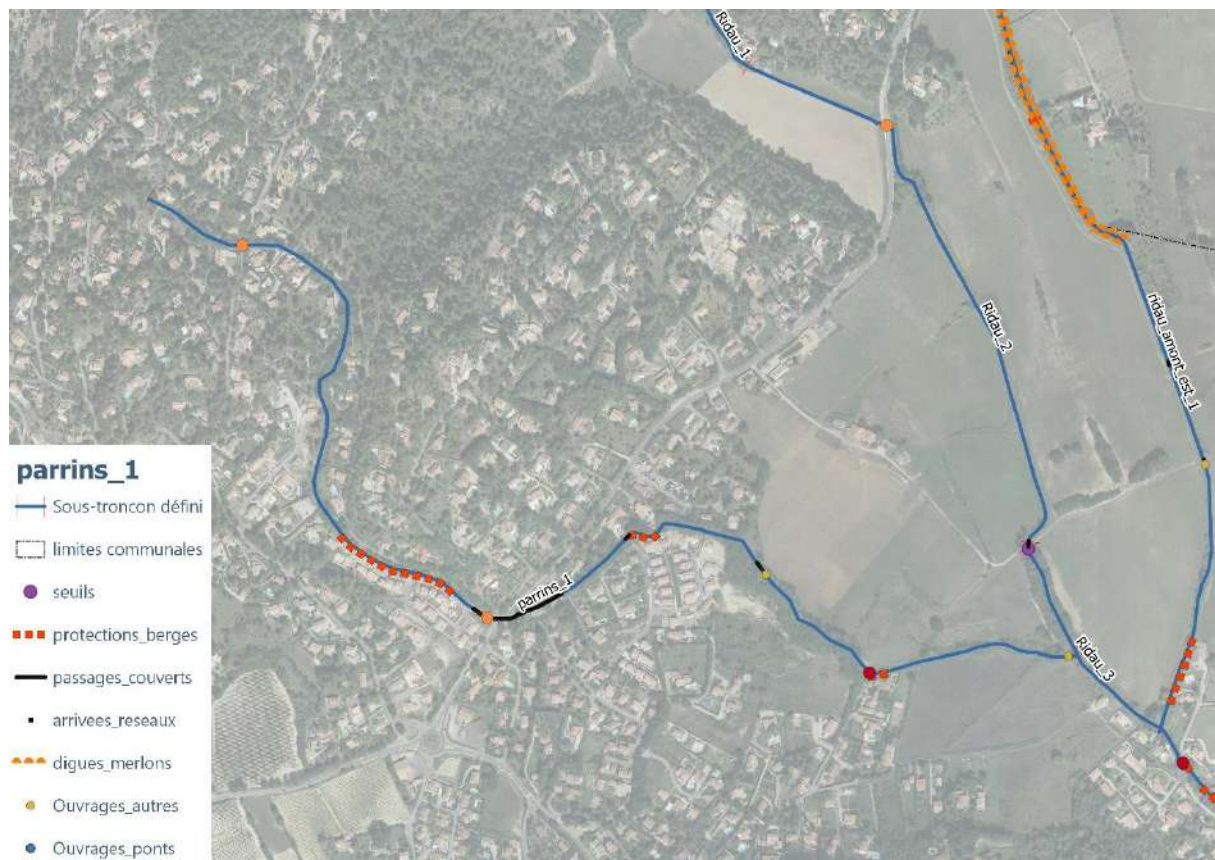 Ridau_1
Ridau_2
ridau_amont_est_1
parrins_1
Ridau_3
parrins_1
Sous-troncon défini
limites communales
seuils
protections_berges
passages_couverts
arrivees_reseaux
digues_merlons
Ouvrages_autres
Ouvrages_ponts